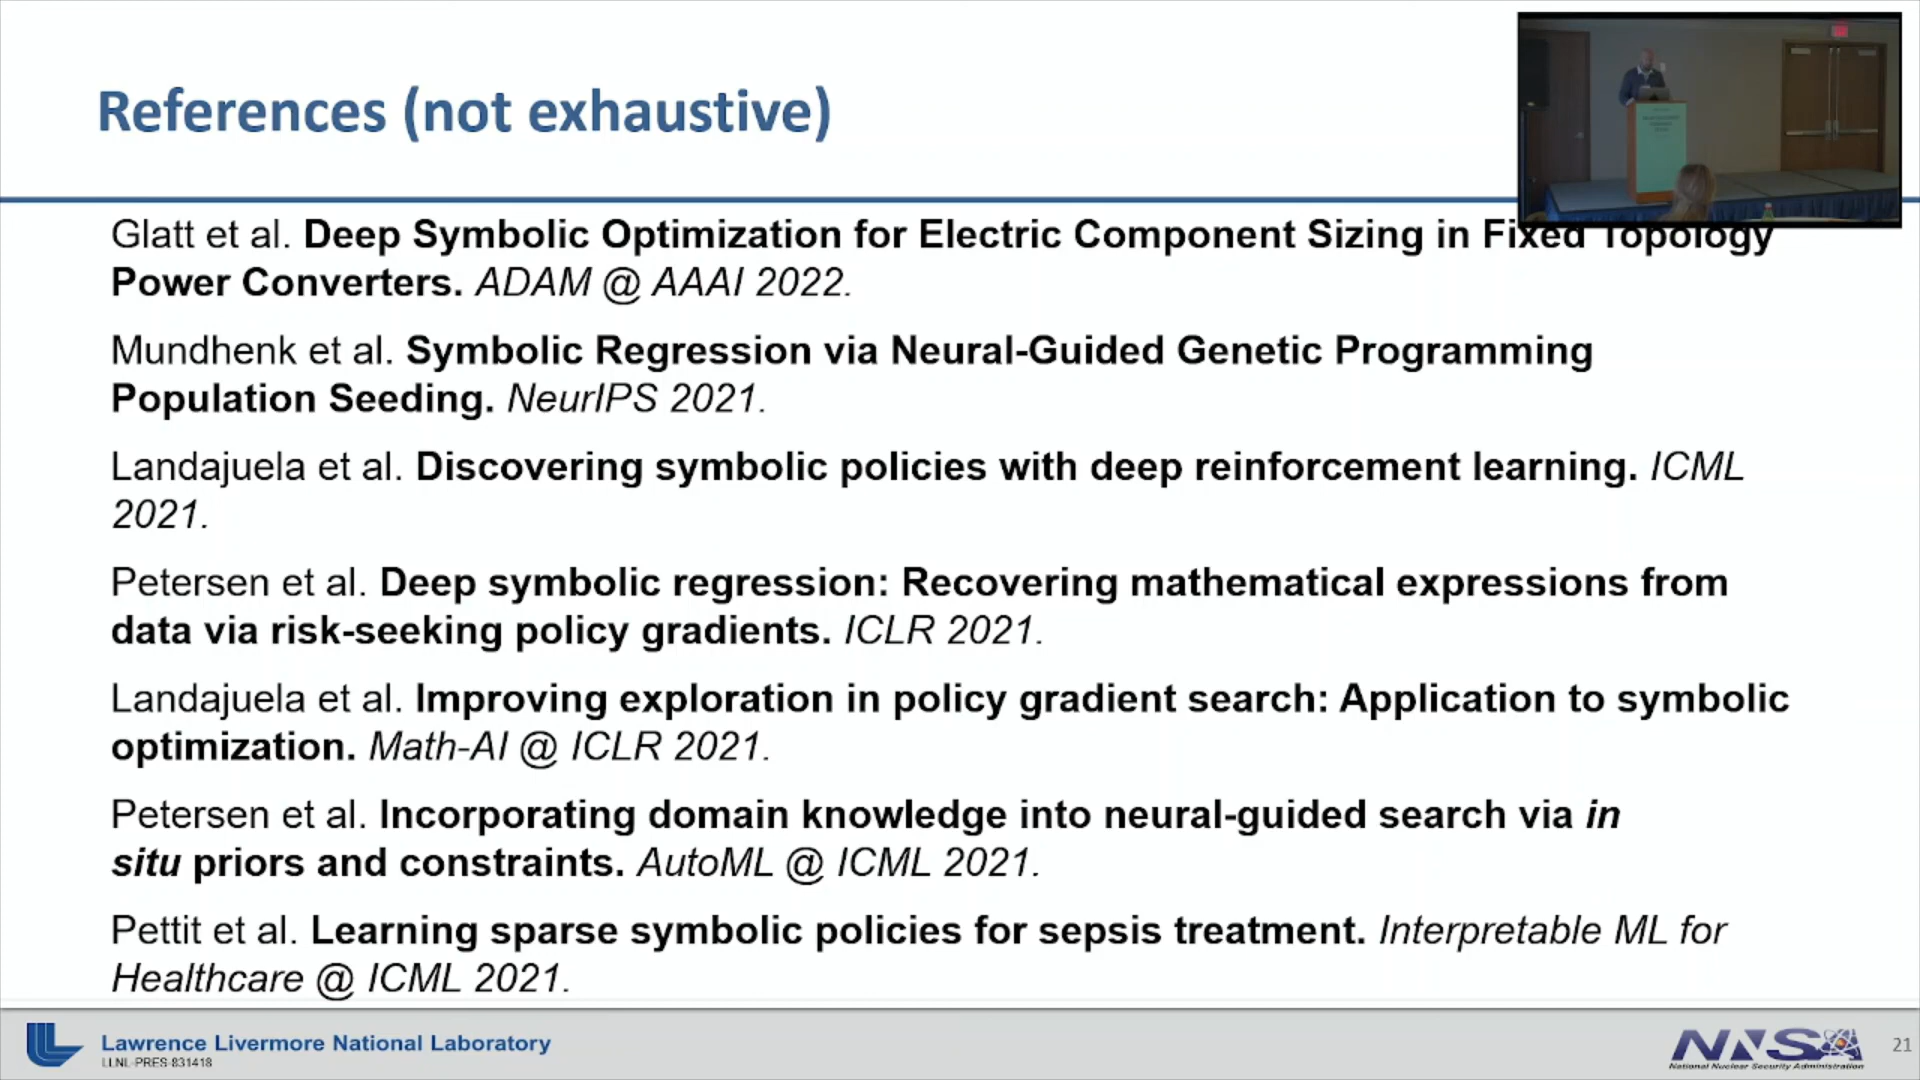 References (not exhaustive)
Glatt et al. Deep Symbolic Optimization for Electric Component Sizing in Fixed Topology
Power Converters. ADAM @ AAAI 2022.
Mundhenk et al. Symbolic Regression via Neural-Guided Genetic Programming
Population Seeding. NeurIPS 2021.
Landajuela et al. Discovering symbolic policies with deep reinforcement learning. ICML
2021.
Petersen et al. Deep symbolic regression: Recovering mathematical expressions from
data via risk-seeking policy gradients. ICLR 2021.
Landajuela et al. Improving exploration in policy gradient search: Application to symbolic
optimization. Math-AI @ ICLR 2021.
Petersen et al. Incorporating domain knowledge into neural-guided search via in
situ priors and constraints. AutoML @ ICML 2021.
Pettit et al. Learning sparse symbolic policies for sepsis treatment. Interpretable ML for
Healthcare @ ICML 2021.
Lawrence Livermore National Laboratory
LLNL-PRES-831418
NNSA
National Nuclear Security Administration
21